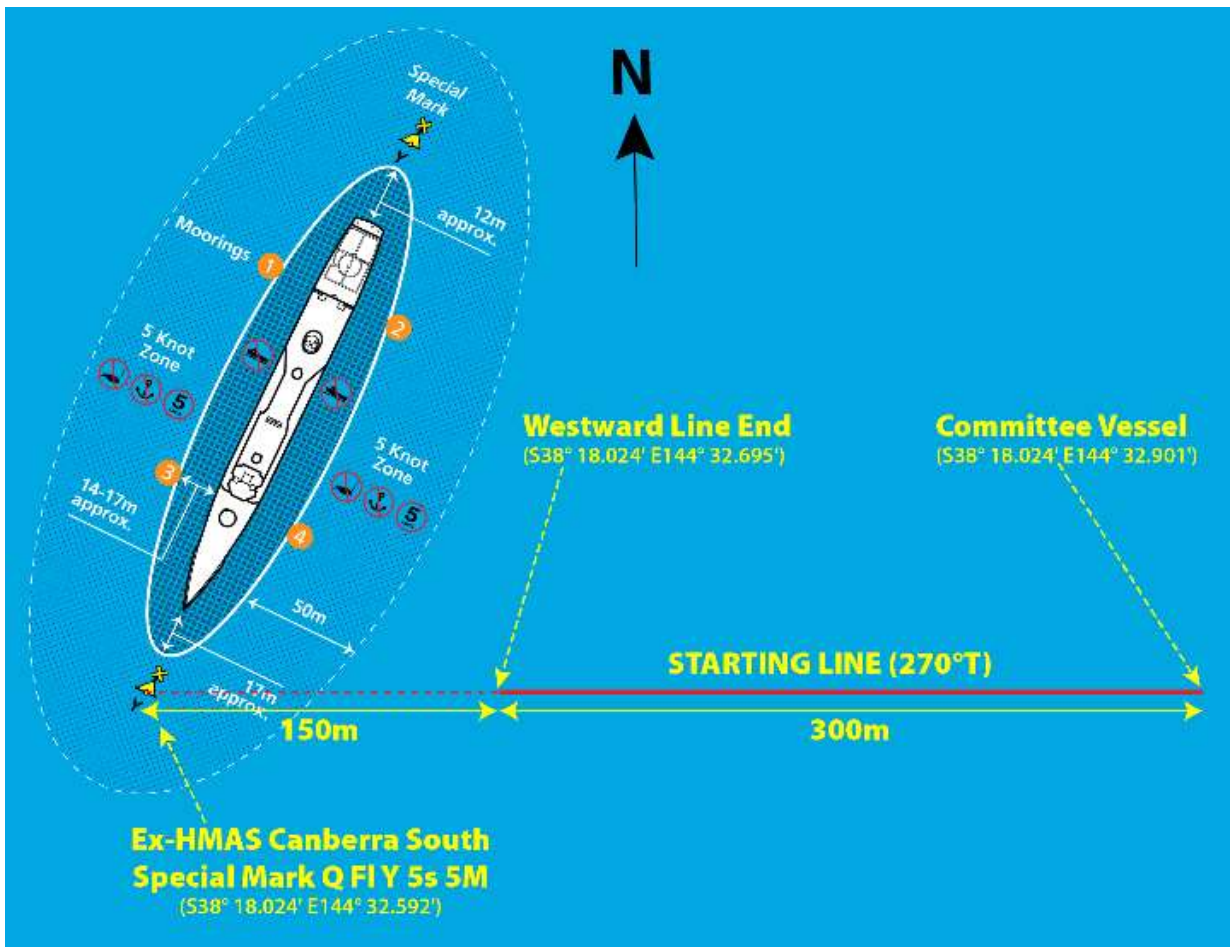 N
Special
Mark
Y
12m
approx.
Moorings
1
2
5 Knot
Zone
5
Westward Line End
(S38° 18.024' E144° 32.695')
Committee Vessel
(S38° 18.024' E144° 32.901')
5 Knot
Zone
5
3
14-17m
approx.
4
50m
STARTING LINE (270°T)
17m
approx.
Y
150m
300m
Ex-HMAS Canberra South
Special Mark Q Fl Y 5s 5M
(S38° 18.024' E144° 32.592')